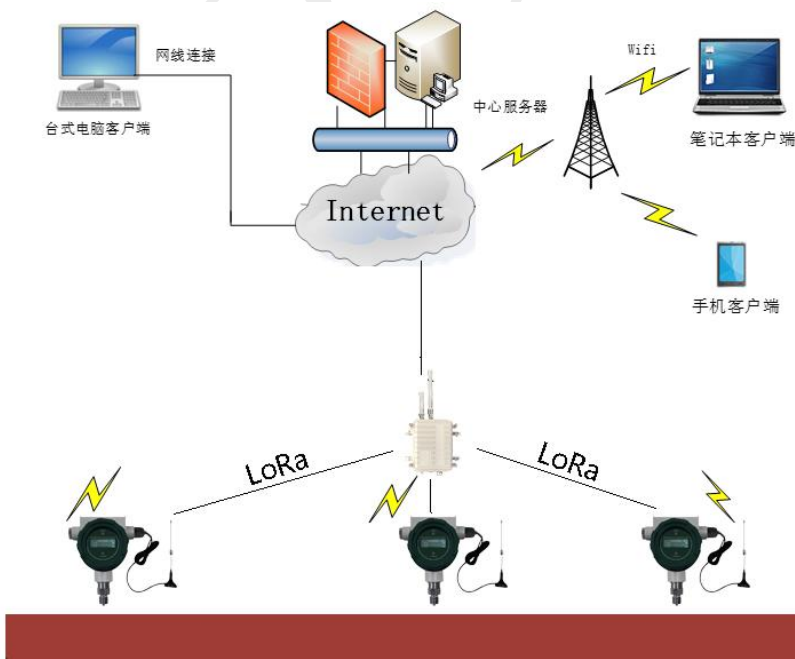 网线连接
Wifi
台式电脑客户端
中心服务器
笔记本客户端
Internet
手机客户端
LoRa
LoRa